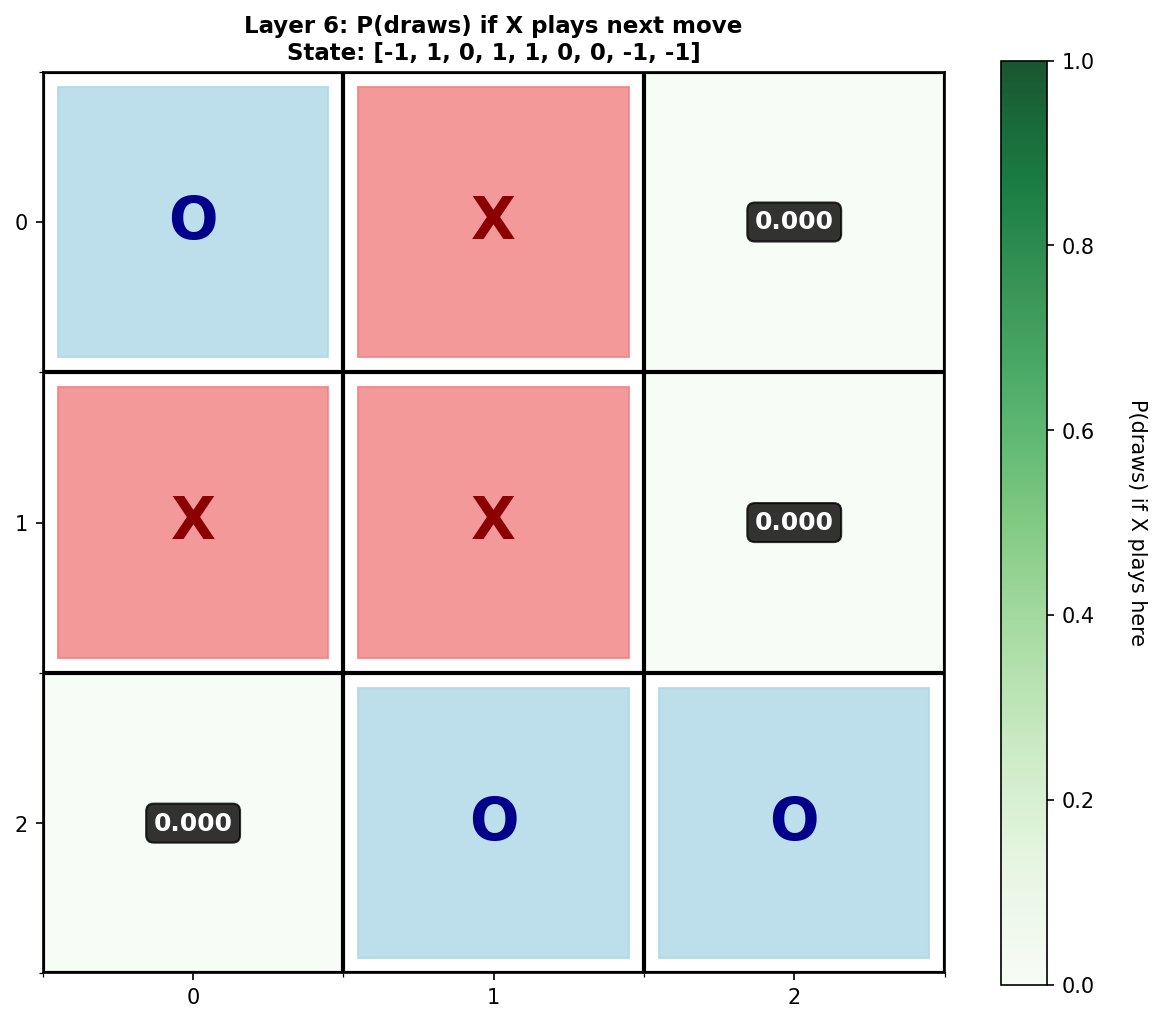 Layer 6: P(draws) if X plays next move
State: [-1, 1, 0, 1, 1, 0, 0, -1, -1]
0
O
X
0.000
1
X
X
0.000
2
0.000
O
O
0
1
2
1.0
0.8
0.6
0.4
0.2
0.0
P(draws) if X plays here